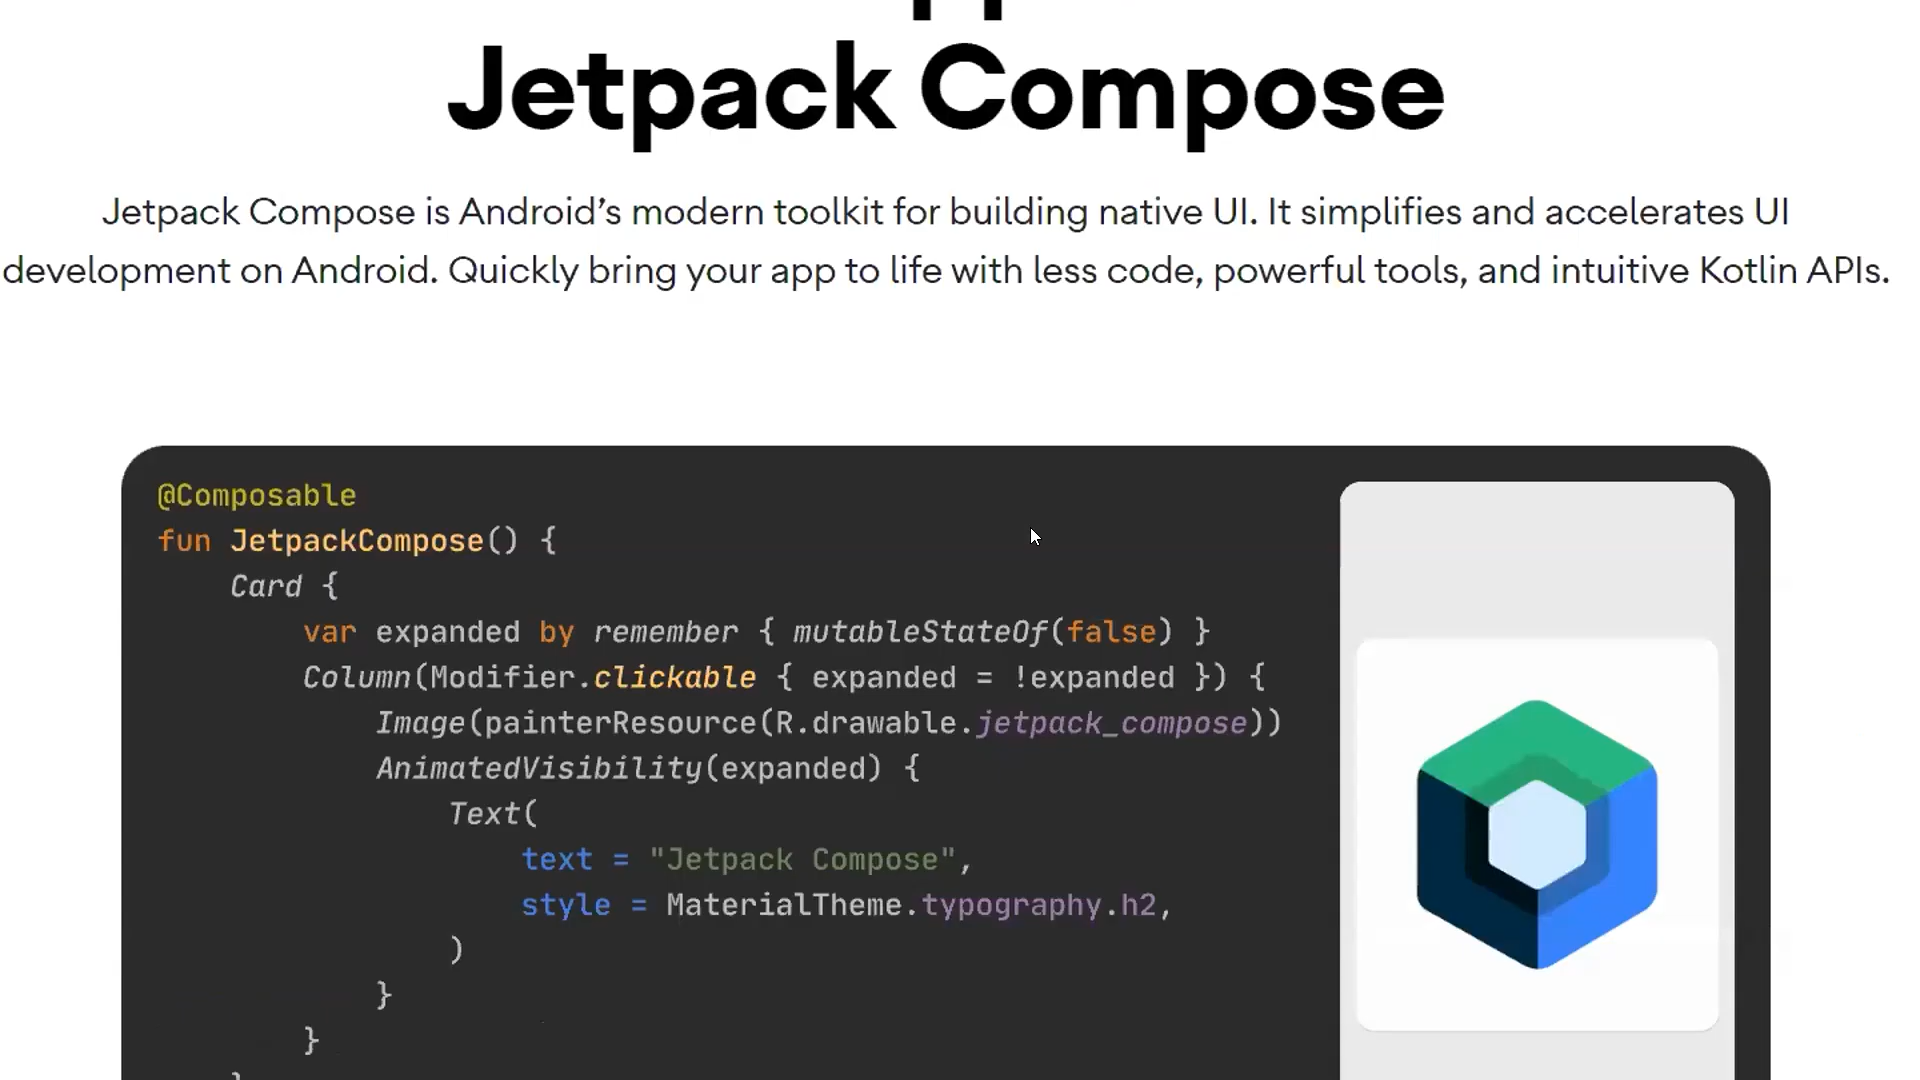 Jetpack Compose
Jetpack Compose is Android’s modern toolkit for building native UI. It simplifies and accelerates UI
development on Android. Quickly bring your app to life with less code, powerful tools, and intuitive Kotlin APIs.
@Composable
fun JetpackCompose() {
    Card {
        var expanded by remember { mutableStateOf(false) }
        Column(Modifier.clickable { expanded = !expanded }) {
            Image(painterResource(R.drawable.jetpack_compose))
            AnimatedVisibility(expanded) {
                Text(
                    text = "Jetpack Compose",
                    style = MaterialTheme.typography.h2,
                )
            }
        }